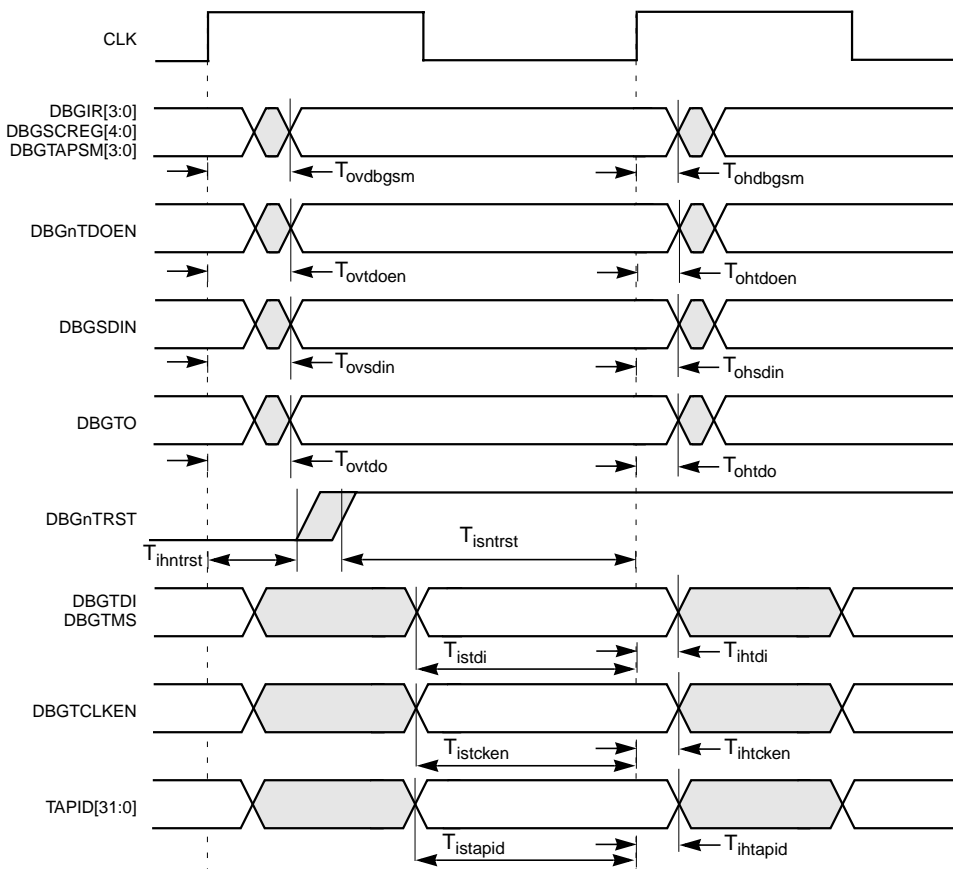 CLK
DBGIR[3:0]
DBGSCREG[4:0]
DBGTAPSM[3:0]
Tovdbgsm
Tohdbgsm
DBGnTDOEN
Tovtdoen
Tohtdoen
DBGSDIN
Tovsdin
Tohsdin
DBGTO
Tovtdo
Tohtdo
DBGnTRST
Tihntrst
Tisntrst
DBGTDI
DBGTMS
Tistdi
Tihtdi
DBGTCLKEN
Tistcken
Tihtcken
TAPID[31:0]
Tistapid
Tihtapid